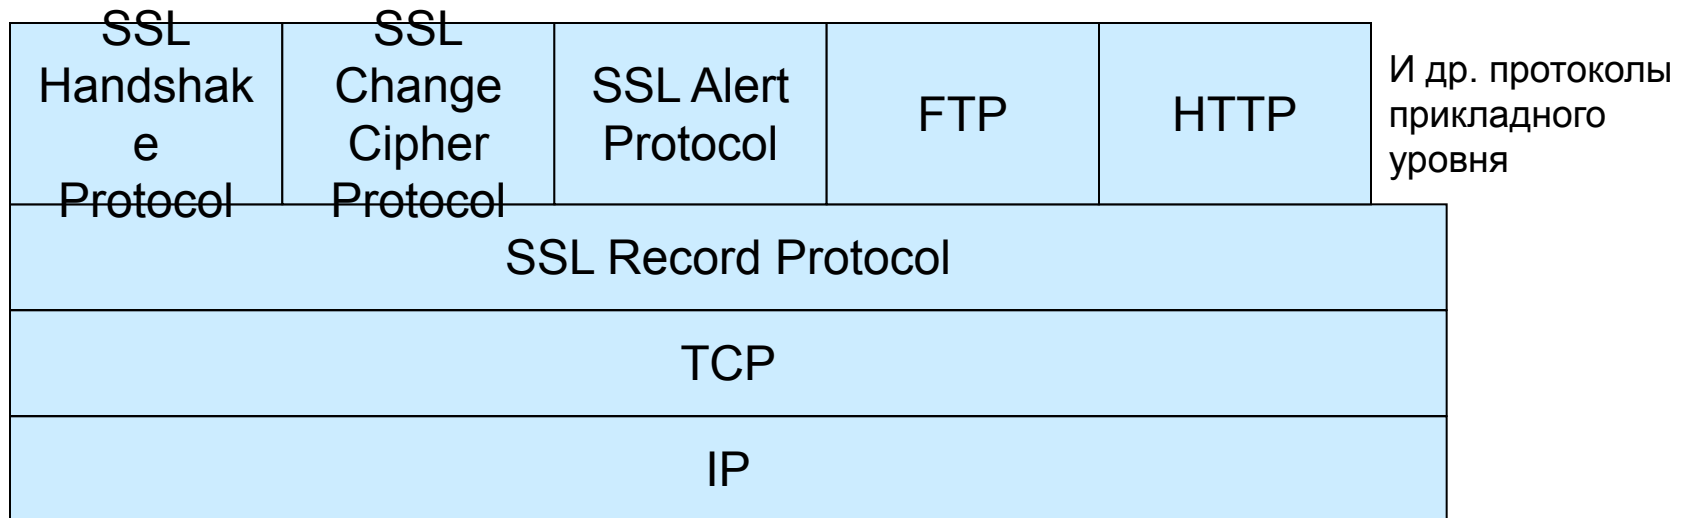 SSL
Handshak
e
Protocol
SSL
Change
Cipher
Protocol
SSL Alert
Protocol
FTP
HTTP
И др. протоколы
прикладного
уровня
SSL Record Protocol
TCP
IP